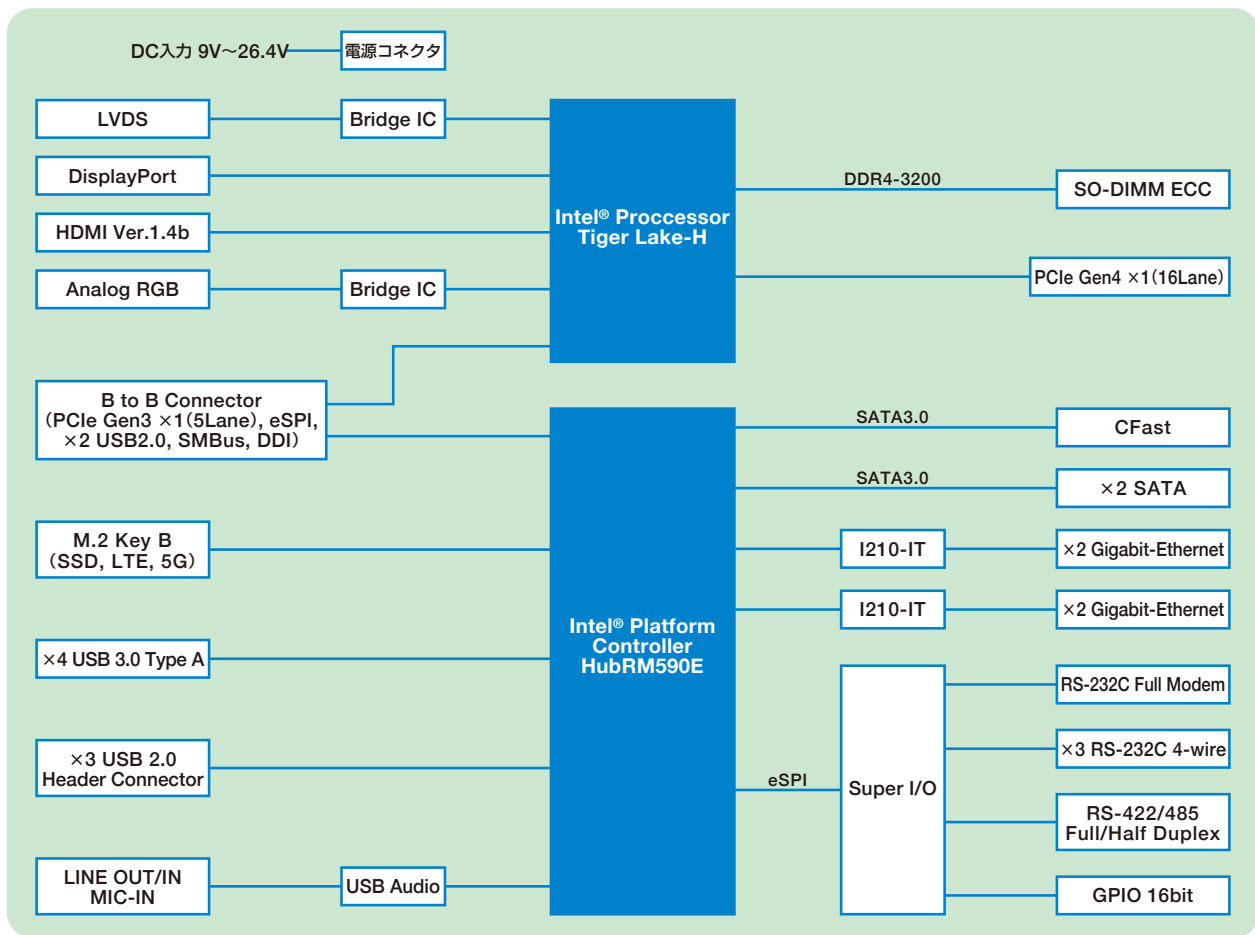 DC入力 9V～26.4V
電源コネクタ
LVDS
Bridge IC
DisplayPort
HDMI Ver.1.4b
Analog RGB
Bridge IC
Intel® Proccessor
Tiger Lake-H
DDR4-3200
SO-DIMM ECC
PCIe Gen4 ×1(16Lane)
B to B Connector
(PCIe Gen3 ×1(5Lane), eSPI,
×2 USB2.0, SMBus, DDI)
M.2 Key B
(SSD, LTE, 5G)
×4 USB 3.0 Type A
×3 USB 2.0
Header Connector
LINE OUT/IN
MIC-IN
USB Audio
Intel® Platform
Controller
HubRM590E
SATA3.0
CFast
SATA3.0
×2 SATA
I210-IT
×2 Gigabit-Ethernet
I210-IT
×2 Gigabit-Ethernet
eSPI
Super I/O
RS-232C Full Modem
×3 RS-232C 4-wire
RS-422/485
Full/Half Duplex
GPIO 16bit